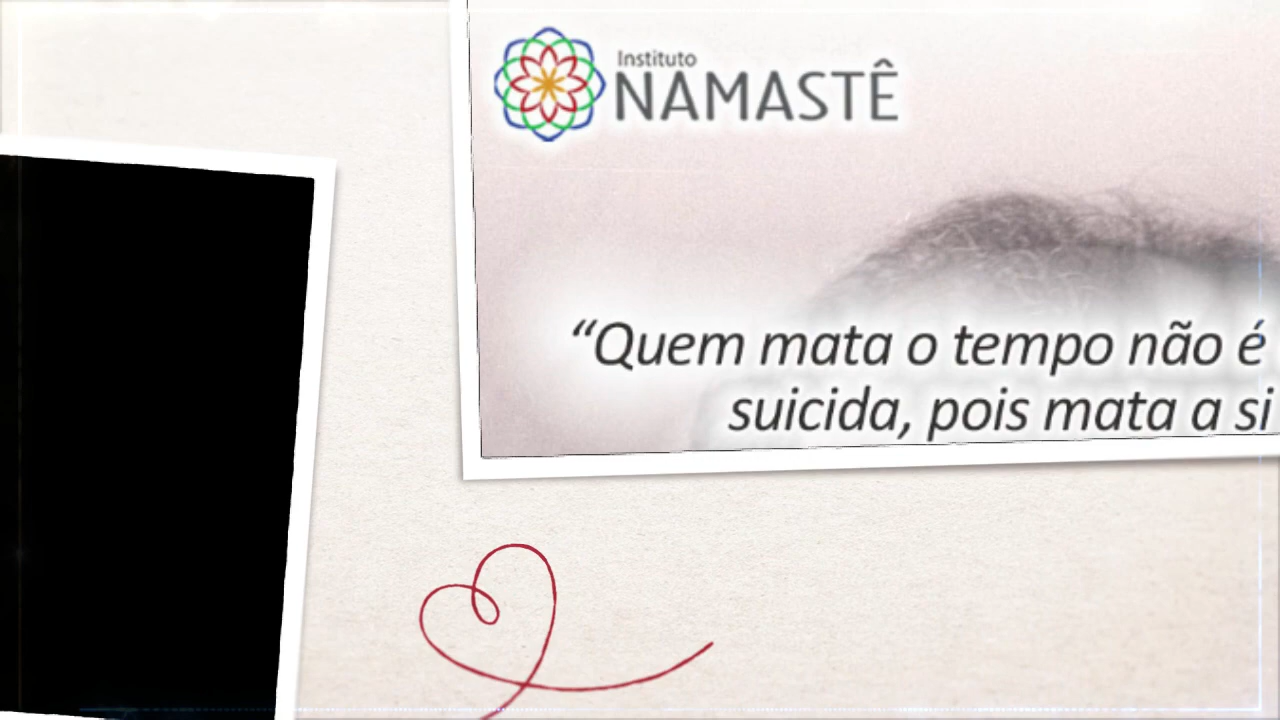 Instituto
NAMASTÊ
“Quem mata o tempo não é
suicida, pois mata a si